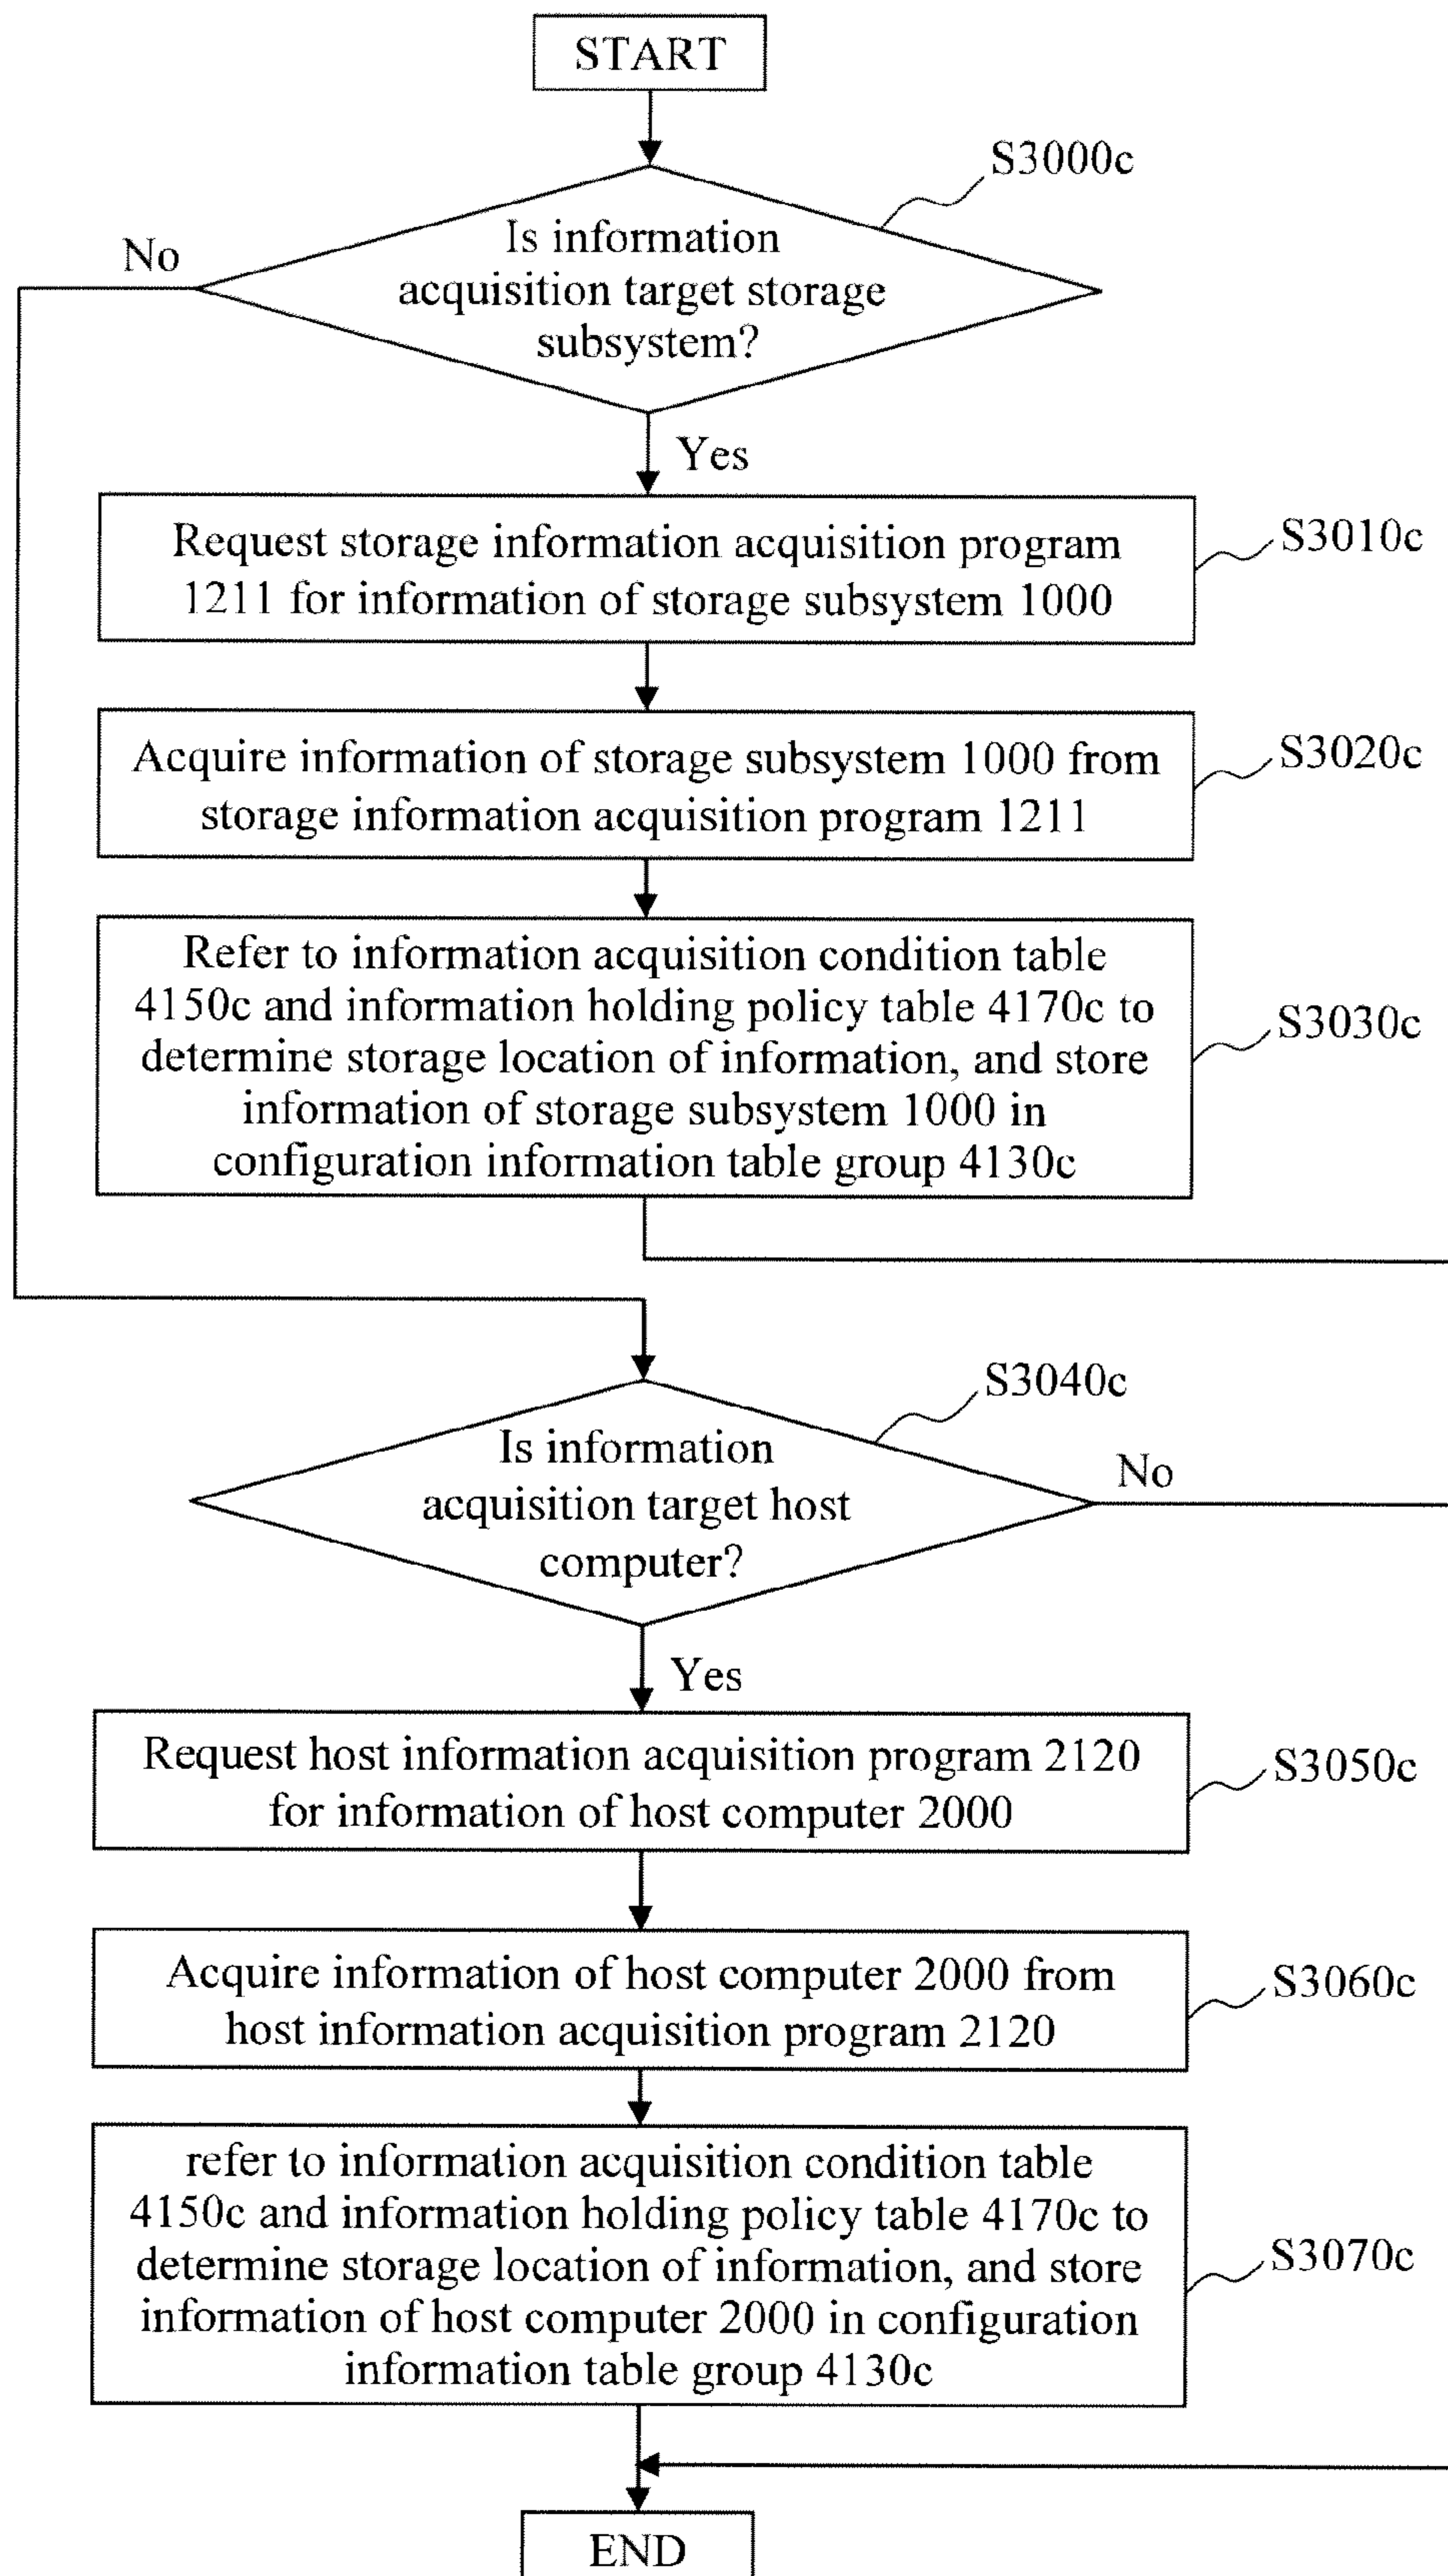 START
S3000c
Is information
acquisition target storage
subsystem?
No
Yes
Request storage information acquisition program
1211 for information of storage subsystem 1000
S3010c
Acquire information of storage subsystem 1000 from
storage information acquisition program 1211
S3020c
Refer to information acquisition condition table
4150c and information holding policy table 4170c to
determine storage location of information, and store
information of storage subsystem 1000 in
configuration information table group 4130c
S3030c
S3040c
Is information
acquisition target host
computer?
No
Yes
Request host information acquisition program 2120
for information of host computer 2000
S3050c
Acquire information of host computer 2000 from
host information acquisition program 2120
S3060c
refer to information acquisition condition table
4150c and information holding policy table 4170c to
determine storage location of information, and store
information of host computer 2000 in configuration
information table group 4130c
S3070c
END